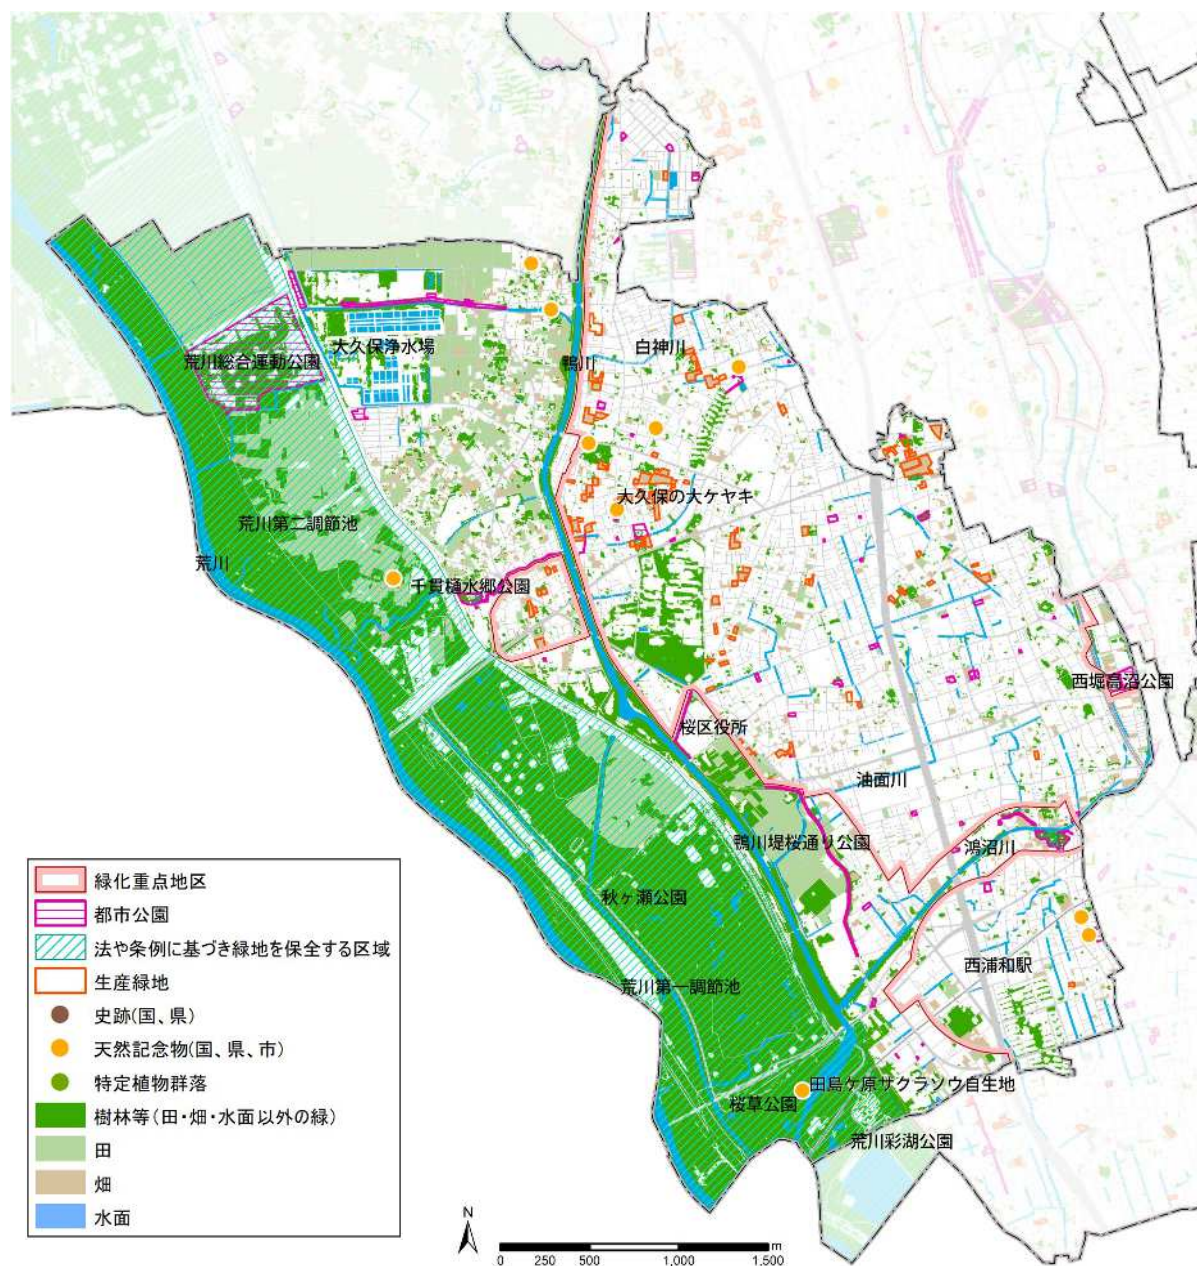 大久保浄水場
白神川
荒川総合運動公園
鴨川
大久保の大ケヤキ
荒川第二調節池
荒川
千貫樋水郷公園
西堀高沼公園
桜区役所
油面川
鴨川堤桜通り公園
鴻沼川
秋ヶ瀬公園
西浦和駅
荒川第一調節池
田島ケ原サクラソウ自生地
桜草公園
荒川彩湖公園
緑化重点地区
都市公園
法や条例に基づき緑地を保全する区域
生産緑地
史跡(国、県)
天然記念物(国、県、市)
特定植物群落
樹林等(田・畑・水面以外の緑)
田
畑
水面
N
m
0 250 500 1,000 1,500